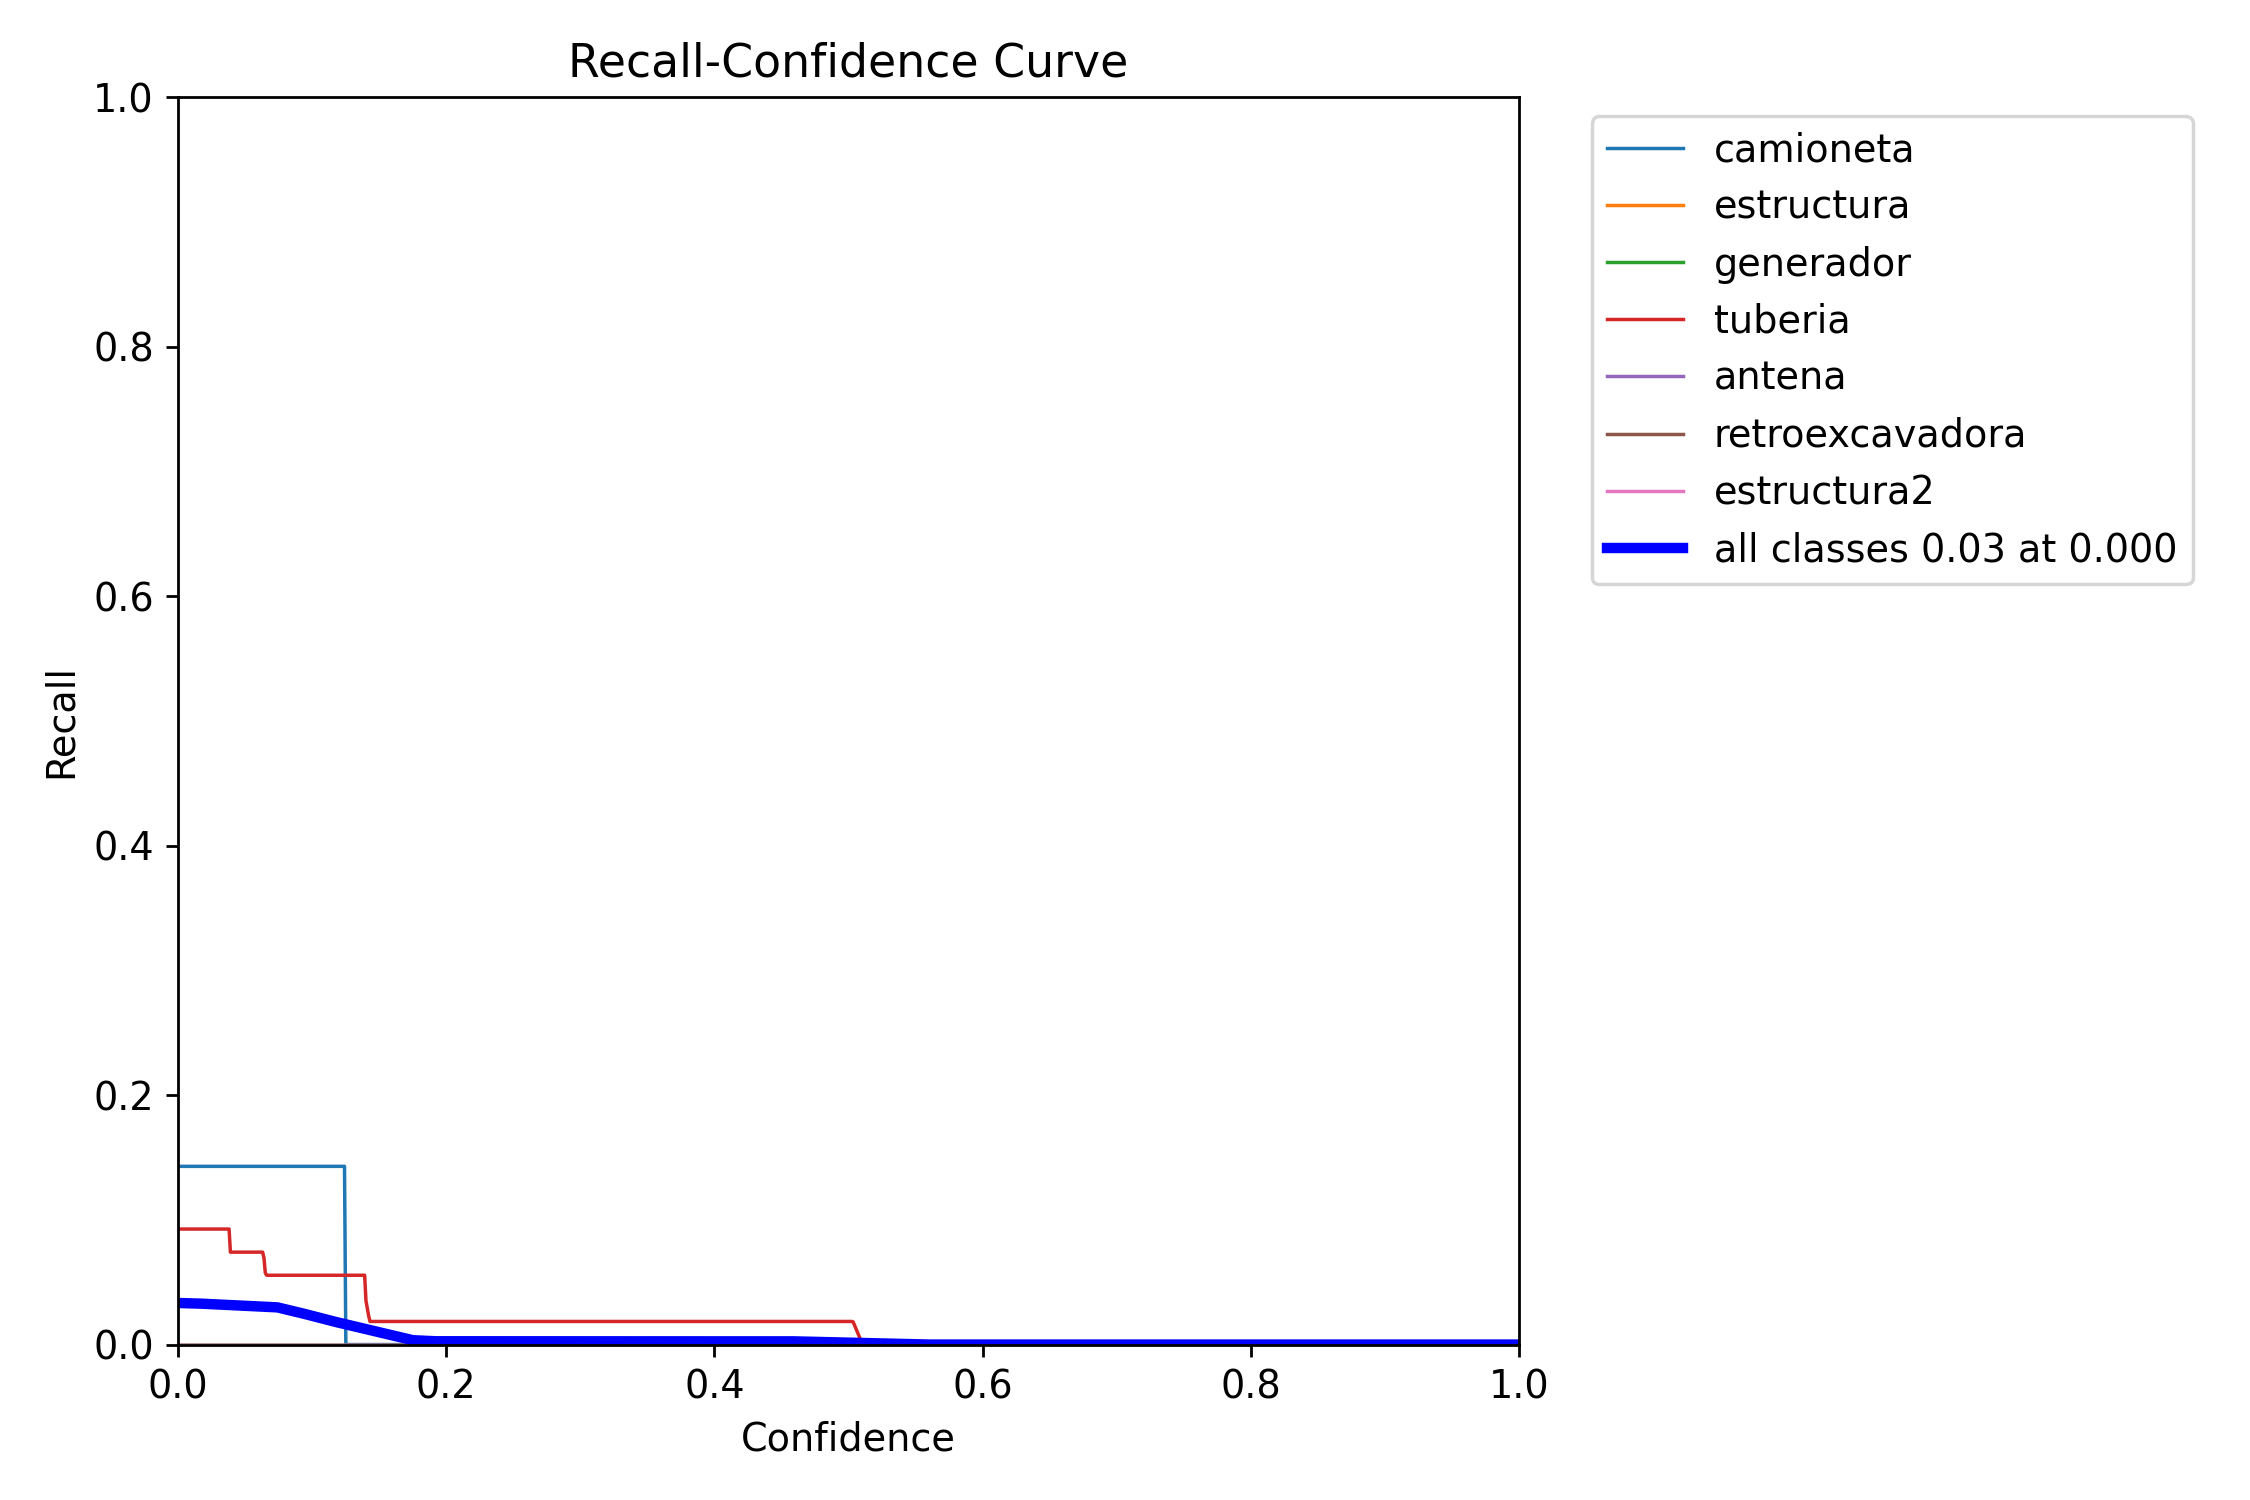 Recall-Confidence Curve
1.0
0.8
0.6
0.4
0.2
0.0
Recall
0.0 0.2 0.4 0.6 0.8 1.0
Confidence
camioneta
estructura
generador
tuberia
antena
retroexcavadora
estructura2
all classes 0.03 at 0.000